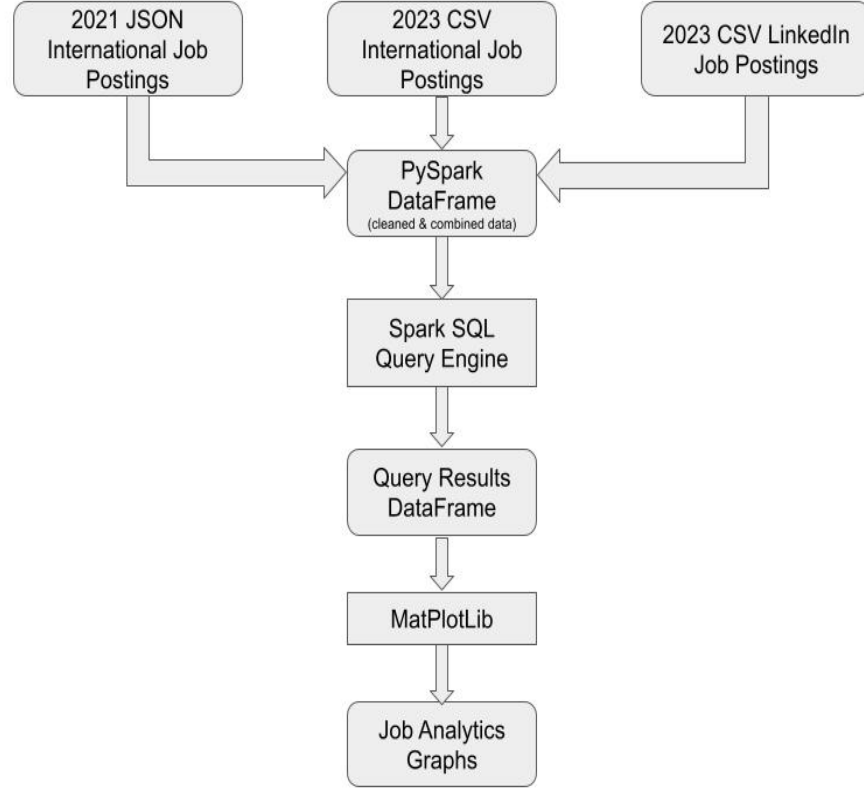 2021 JSON
International Job
Postings
2023 CSV
International Job
Postings
2023 CSV LinkedIn
Job Postings
PySpark
DataFrame
(cleaned & combined data)
Spark SQL
Query Engine
Query Results
DataFrame
MatPlotLib
Job Analytics
Graphs